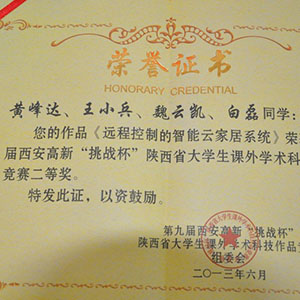 荣誉证书
HONORARY CREDENTIAL
黄峰达、王小兵、魏云凯、白磊同学：
您的作品《远程控制的智能云家居系统》荣
届西安高新“挑战杯”陕西省大学生课外学术科
竞赛二等奖。
特发此证，以资鼓励。
第九届西安高新“挑战杯”
陕西省大学生课外学术科技作品
组委会
二〇一三年六月